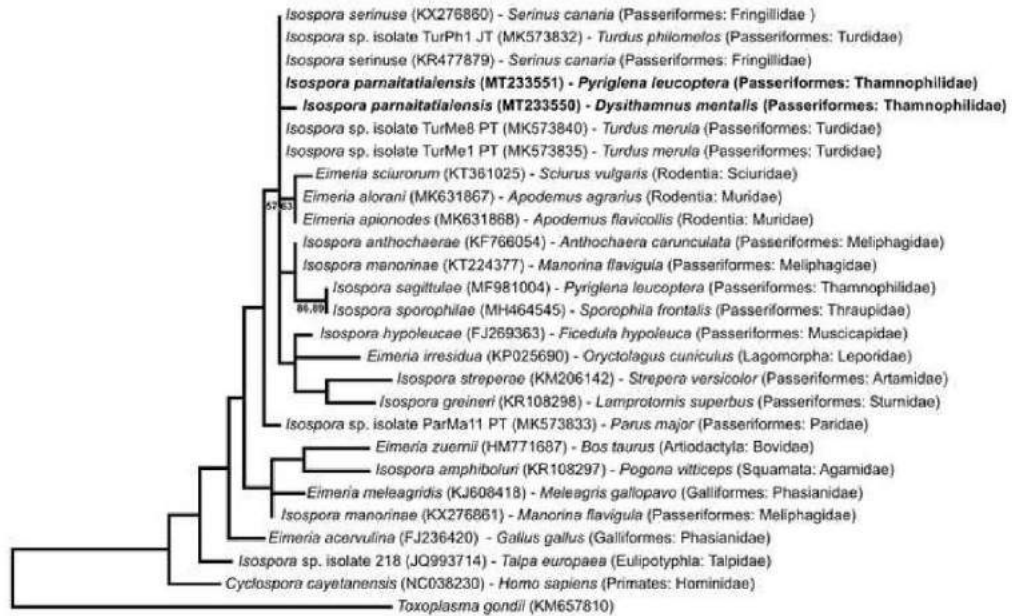 Isospora serinuse (KX276860) - Serinus canaria (Passeriformes: Fringillidae )
Isospora sp. isolate TurPh1 JT (MK573832) - Turdus philomelos (Passeriformes: Turdidae)
Isospora serinuse (KR477879) - Serinus canaria (Passeriformes: Fringillidae)
Isospora parnaitatiaiensis (MT233551) - Pyriglena leucoptera (Passeriformes: Thamnophilidae)
Isospora parnaitatiaiensis (MT233550) - Dysithamnus mentalis (Passeriformes: Thamnophilidae)
Isospora sp. isolate TurMe8 PT (MK573840) - Turdus merula (Passeriformes: Turdidae)
Isospora sp. isolate TurMe1 PT (MK573835) - Turdus merula (Passeriformes: Turdidae)
Eimeria sciurorum (KT361025) - Sciurus vulgaris (Rodentia: Sciuridae)
Eimeria alorani (MK631867) - Apodemus agrarius (Rodentia: Muridae)
57 63
Eimeria apionodes (MK631868) - Apodemus flavicollis (Rodentia: Muridae)
Isospora anthochaerae (KF766054) - Anthochaera carunculata (Passeriformes: Meliphagidae)
Isospora manorinae (KT224377) - Manorina flavigula (Passeriformes: Meliphagidae)
Isospora sagittulae (MF981004) - Pyriglena leucoptera (Passeriformes: Thamnophilidae)
86,89
Isospora sporophilae (MH464545) - Sporophila frontalis (Passeriformes: Thraupidae)
Isospora hypoleucae (FJ269363) - Ficedula hypoleuca (Passeriformes: Muscicapidae)
Eimeria irresidua (KP025690) - Oryctolagus cuniculus (Lagomorpha: Leporidae)
Isospora streperae (KM206142) - Strepera versicolor (Passeriformes: Artamidae)
Isospora greineri (KR108298) - Lamprotornis superbus (Passeriformes: Sturnidae)
Isospora sp. isolate ParMa11 PT (MK573833) - Parus major (Passeriformes: Paridae)
Eimeria zuernii (HM771687) - Bos taurus (Artiodactyla: Bovidae)
Isospora amphiboluri (KR108297) - Pogona vitticeps (Squamata: Agamidae)
Eimeria meleagridis (KJ608418) - Meleagris gallopavo (Galliformes: Phasianidae)
Isospora manorinae (KX276861) - Manorina flavigula (Passeriformes: Meliphagidae)
Eimeria acervulina (FJ236420) - Gallus gallus (Galliformes: Phasianidae)
Isospora sp. isolate 218 (JQ993714) - Talpa europaea (Eulipotyphla: Talpidae)
Cyclospora cayetanensis (NC038230) - Homo sapiens (Primates: Hominidae)
Toxoplasma gondii (KM657810)